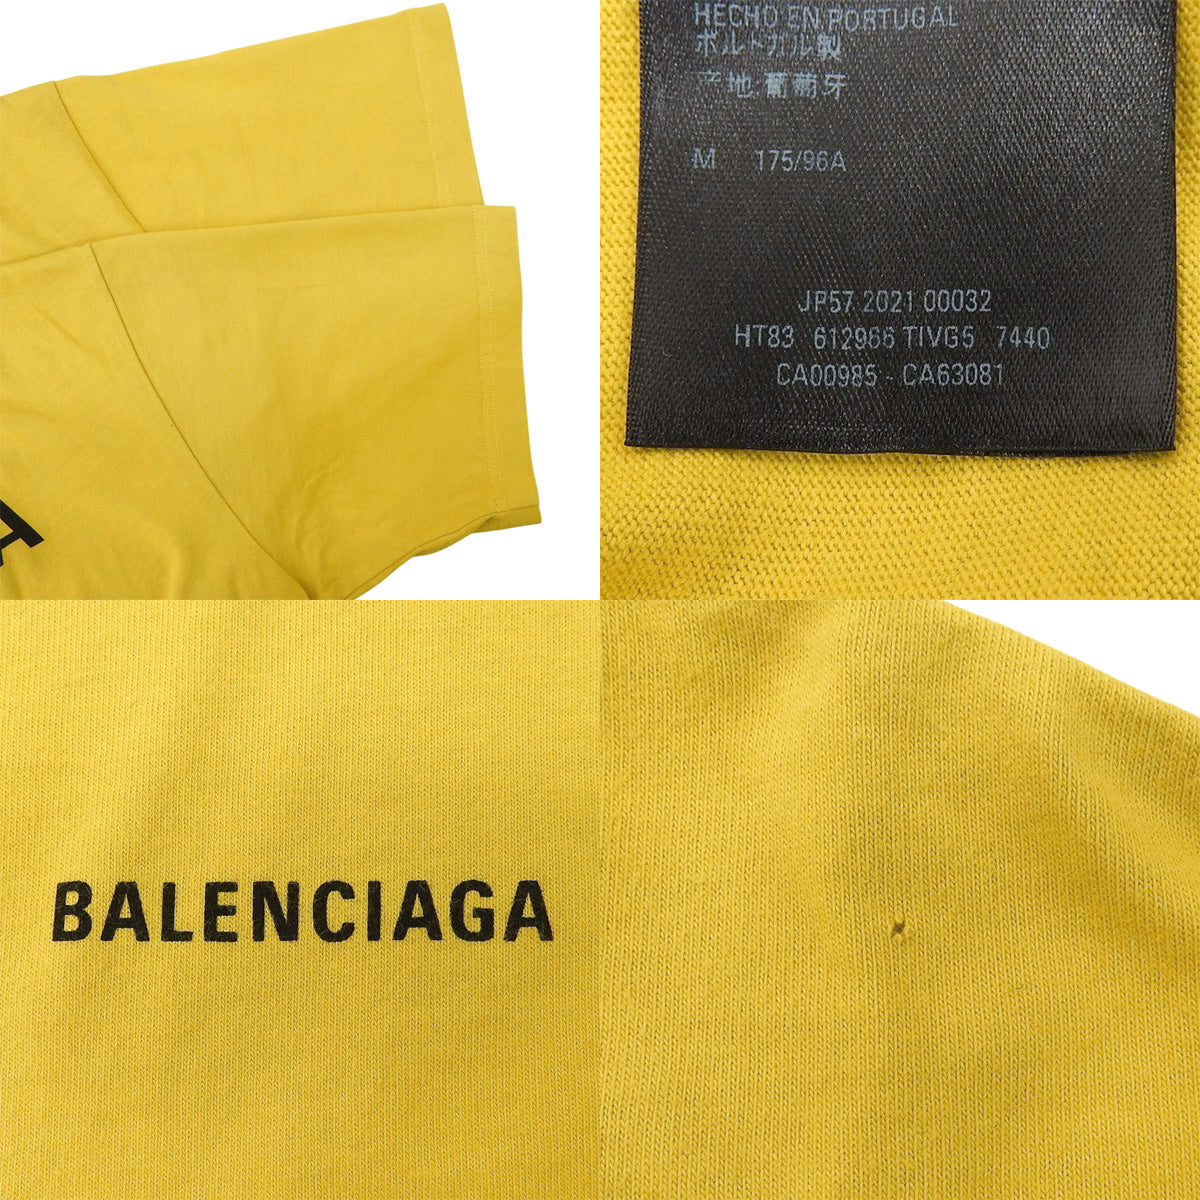 HECHO EN PORTUGAL
ポルトガル製
产地 葡萄牙
M 175/96A
JP57 2021 00032
HT83 612966 TIVG5 7440
CA00985 - CA63081
BALENCIAGA